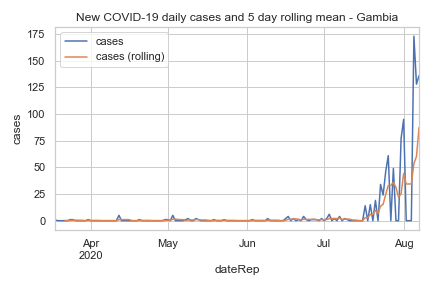 New COVID-19 daily cases and 5 day rolling mean - Gambia
cases
cases (rolling)
175
150
125
100
75
50
25
0
cases
Apr
2020
May
Jun
Jul
Aug
dateRep